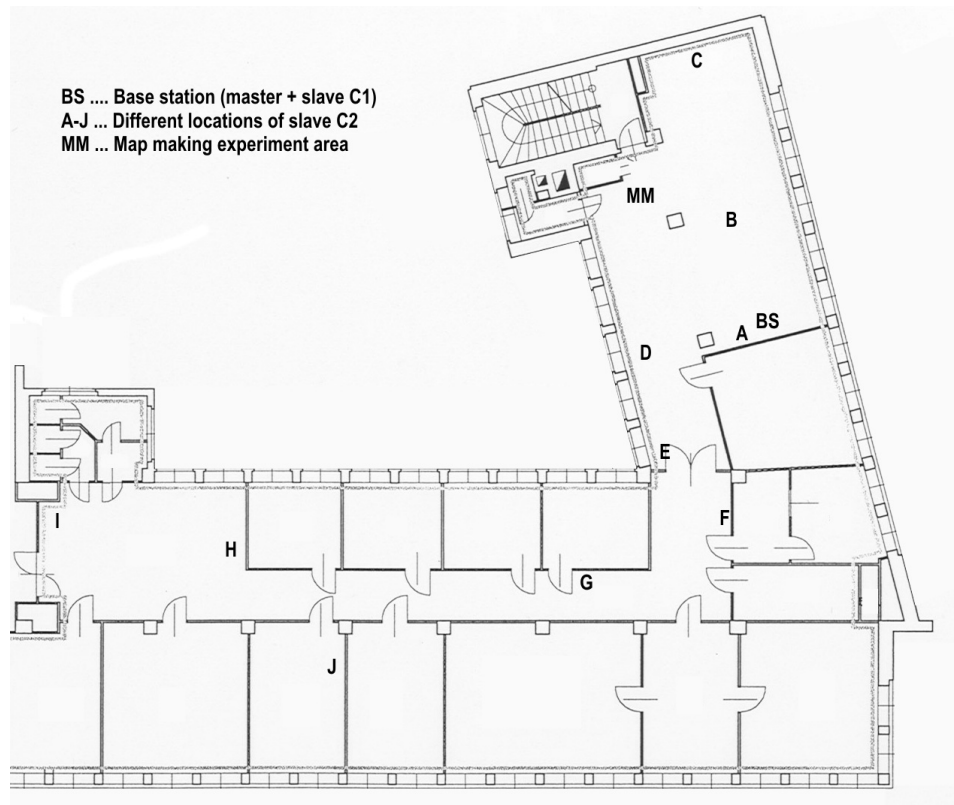 BS .... Base station (master + slave C1)
A-J ... Different locations of slave C2
MM ... Map making experiment area
C
MM
B
BS
A
D
E
F
I
H
G
J